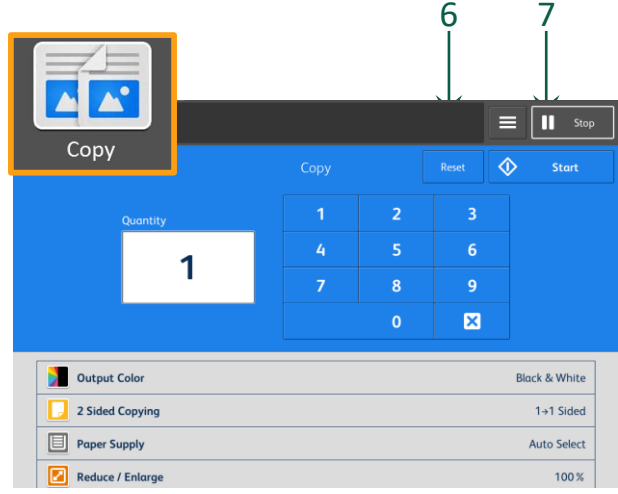 6 7
Copy
Stop
Copy Reset Start
Quantity
1
1 2 3
4 5 6
7 8 9
0
Output Color Black & White
2 Sided Copying 1→1 Sided
Paper Supply Auto Select
Reduce / Enlarge 100 %